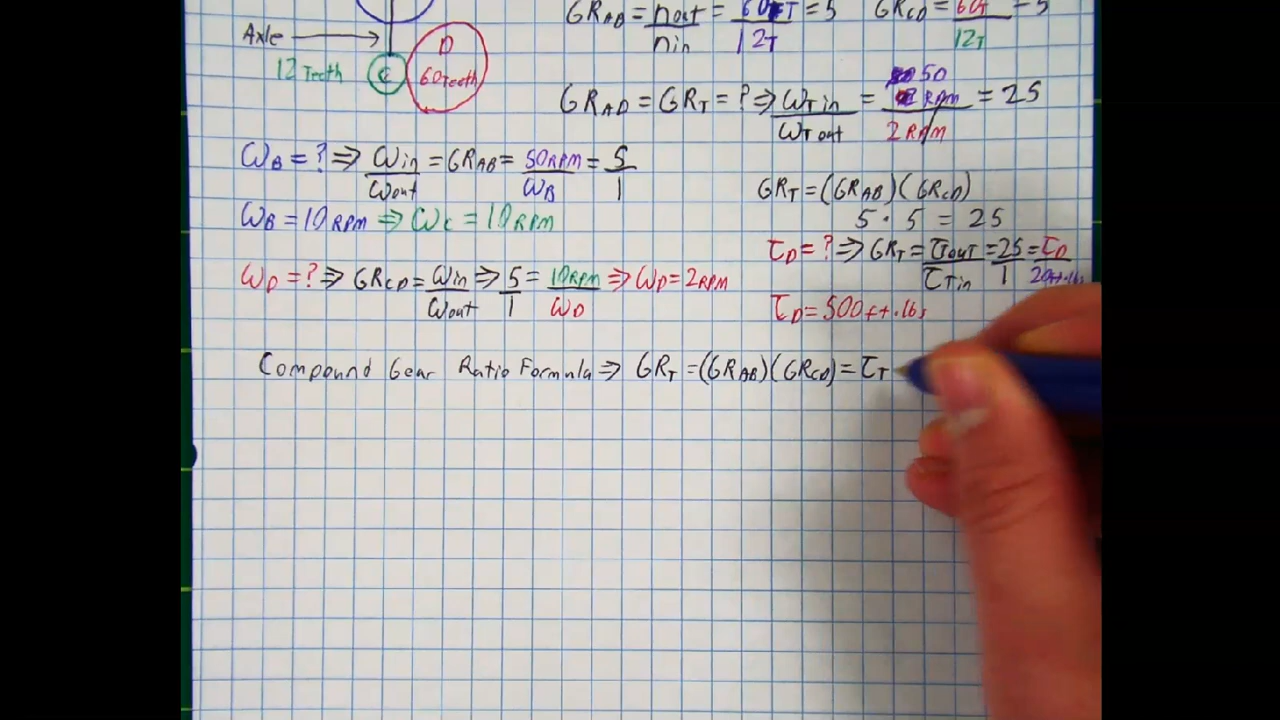 GR_AB = n_out/n_in = 60T/12T = 5
GR_CD = 60T/12T = 5
Axle →
D
12 Teeth
C
60 Teeth
GR_AD = GR_T = ? ⇒ ω_T in/ω_T out = 50 RPM/2 RPM = 25
ω_B = ? ⇒ ω_in/ω_out = GR_AB = 50 RPM/ω_B = 5/1
GR_T = (GR_AB)(GR_CD)
ω_B = 10 RPM ⇒ ω_C = 10 RPM
5 · 5 = 25
τ_D = ? ⇒ GR_T = τ_out/τ_Tin = 25/1 = τ_D/20ft·lbs
ω_D = ? ⇒ GR_CD = ω_in/ω_out ⇒ 5/1 = 10 RPM/ω_D ⇒ ω_D = 2 RPM
τ_D = 500 ft·lbs
Compound Gear Ratio Formula ⇒ GR_T = (GR_AB)(GR_CD) = τ_T